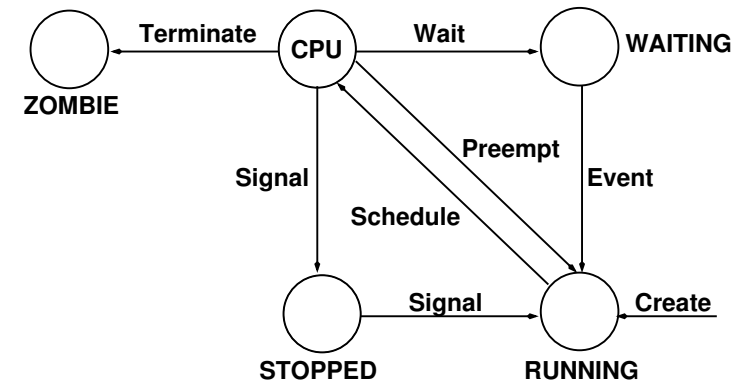 Terminate
CPU
Wait
WAITING
ZOMBIE
Preempt
Signal
Event
Schedule
Signal
Create
STOPPED
RUNNING